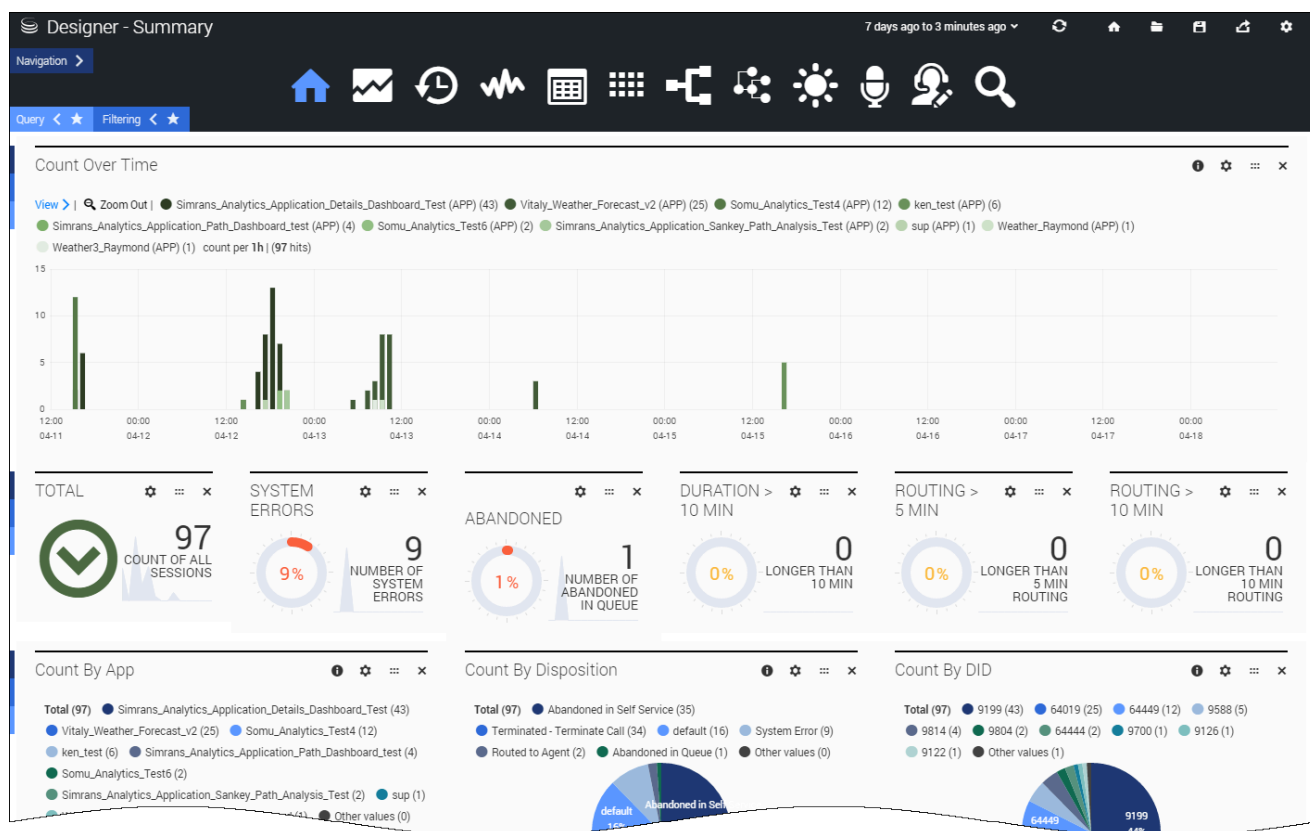 Designer - Summary
7 days ago to 3 minutes ago
Navigation
Query
Filtering
Count Over Time
View | Zoom Out | Simrans_Analytics_Application_Details_Dashboard_Test (APP) (43) Vitaly_Weather_Forecast_v2 (APP) (25) Somu_Analytics_Test4 (APP) (12) ken_test (APP) (6)
Simrans_Analytics_Application_Path_Dashboard_test (APP) (4) Somu_Analytics_Test6 (APP) (2) Simrans_Analytics_Application_Sankey_Path_Analysis_Test (APP) (2) sup (APP) (1) Weather_Raymond (APP) (1)
Weather3_Raymond (APP) (1) count per 1h | (97 hits)
15
10
5
0
12:00 00:00 12:00 00:00 12:00 00:00 12:00 00:00 12:00 00:00 12:00 00:00 12:00 00:00
04-11 04-12 04-12 04-13 04-13 04-14 04-14 04-15 04-15 04-16 04-16 04-17 04-17 04-18
TOTAL
97
COUNT OF ALL
SESSIONS
SYSTEM
ERRORS
9%
9
NUMBER OF
SYSTEM
ERRORS
ABANDONED
1%
1
NUMBER OF
ABANDONED
IN QUEUE
DURATION >
10 MIN
0%
0
LONGER THAN
10 MIN
ROUTING >
5 MIN
0%
0
LONGER THAN
5 MIN
ROUTING
ROUTING >
10 MIN
0%
0
LONGER THAN
10 MIN
ROUTING
Count By App
Total (97) Simrans_Analytics_Application_Details_Dashboard_Test (43)
Vitaly_Weather_Forecast_v2 (25) Somu_Analytics_Test4 (12)
ken_test (6) Simrans_Analytics_Application_Path_Dashboard_test (4)
Somu_Analytics_Test6 (2)
Simrans_Analytics_Application_Sankey_Path_Analysis_Test (2) sup (1)
Other values (0)
Count By Disposition
Total (97) Abandoned in Self Service (35)
Terminated - Terminate Call (34) default (16) System Error (9)
Routed to Agent (2) Abandoned in Queue (1) Other values (0)
Abandoned in Self
default
16%
Count By DID
Total (97) 9199 (43) 64019 (25) 64449 (12) 9588 (5)
9814 (4) 9804 (2) 64444 (2) 9700 (1) 9126 (1)
9122 (1) Other values (1)
9199
44%
64449